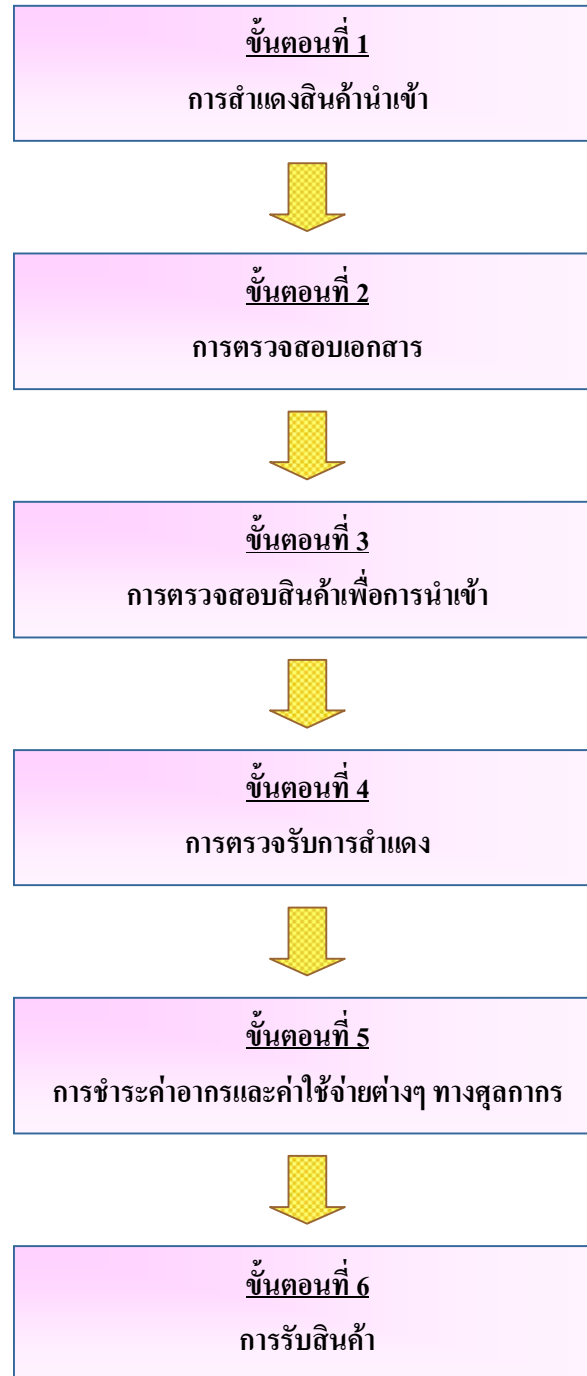 ขั้นตอนที่ 1
การสำแดงสินค้านำเข้า
ขั้นตอนที่ 2
การตรวจสอบเอกสาร
ขั้นตอนที่ 3
การตรวจสอบสินค้าเพื่อการนำเข้า
ขั้นตอนที่ 4
การตรวจรับการสำแดง
ขั้นตอนที่ 5
การชำระค่าอากรและค่าใช้จ่ายต่างๆ ทางศุลกากร
ขั้นตอนที่ 6
การรับสินค้า